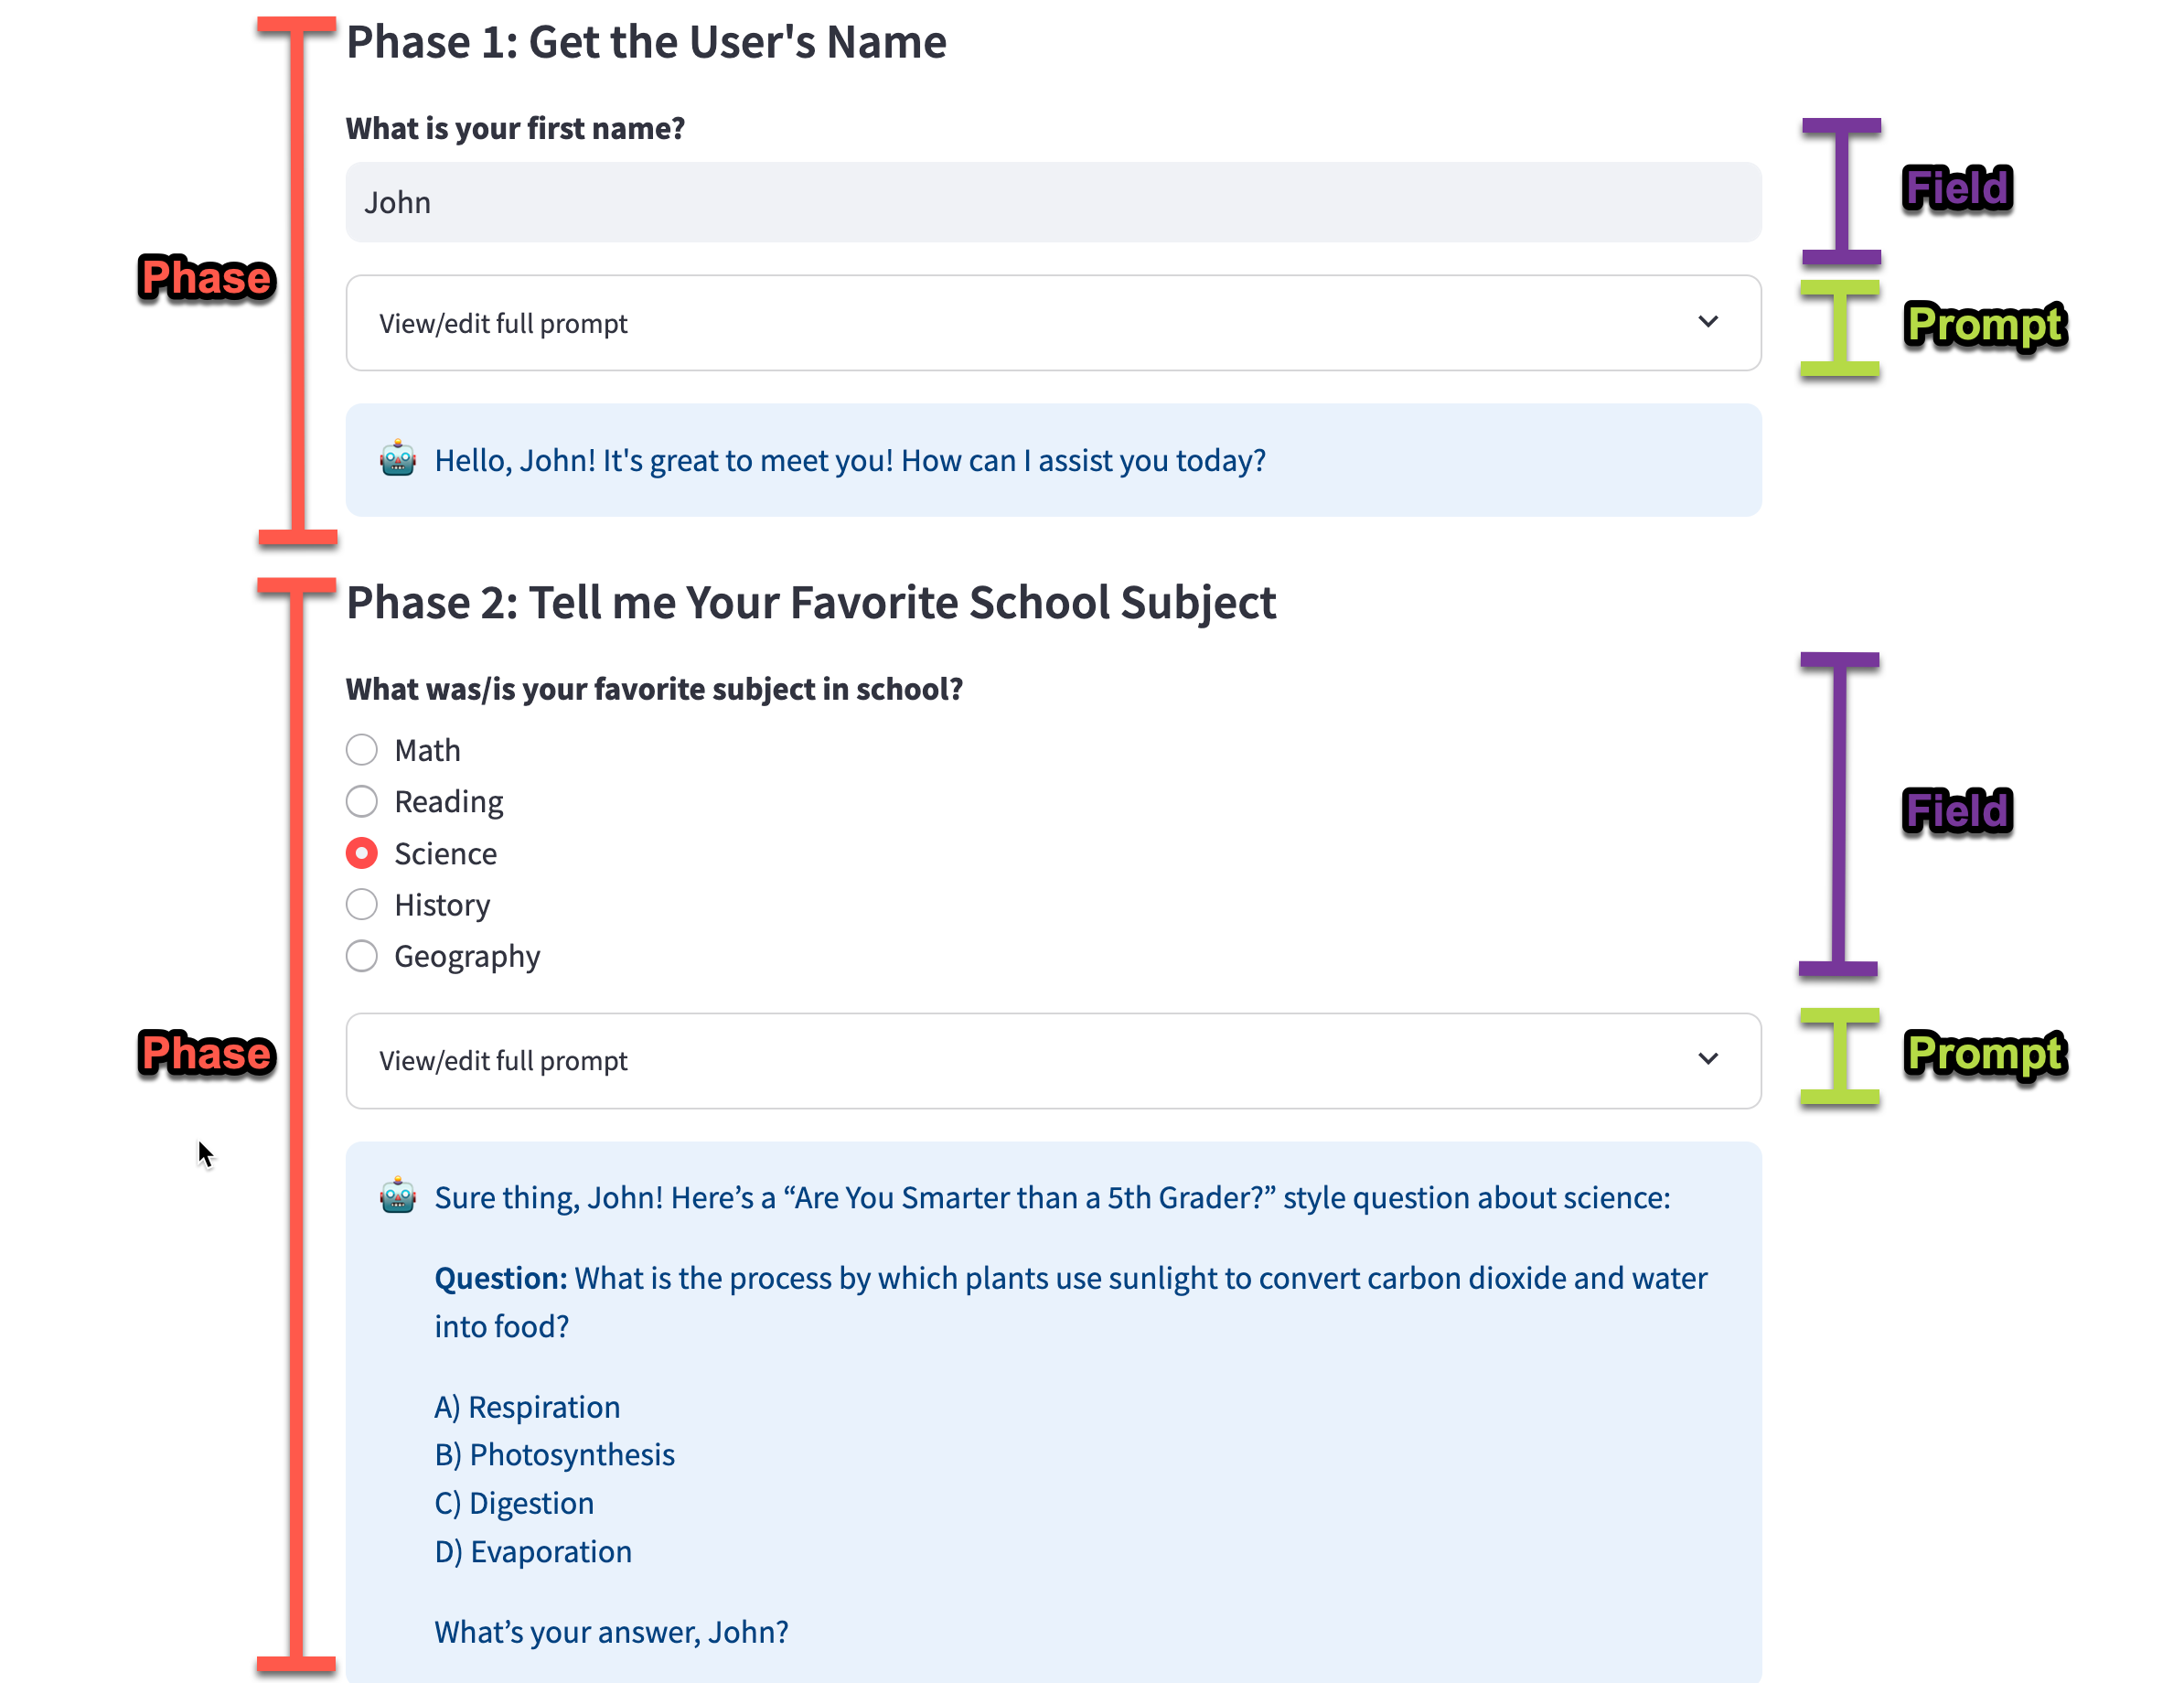 Phase 1: Get the User's Name
What is your first name?
John
Field
Phase
View/edit full prompt
Prompt
🤖 Hello, John! It's great to meet you! How can I assist you today?
Phase 2: Tell me Your Favorite School Subject
What was/is your favorite subject in school?
Math
Reading
Science
History
Geography
Field
Phase
View/edit full prompt
Prompt
🤖 Sure thing, John! Here’s a “Are You Smarter than a 5th Grader?” style question about science:
Question: What is the process by which plants use sunlight to convert carbon dioxide and water
into food?
A) Respiration
B) Photosynthesis
C) Digestion
D) Evaporation
What’s your answer, John?